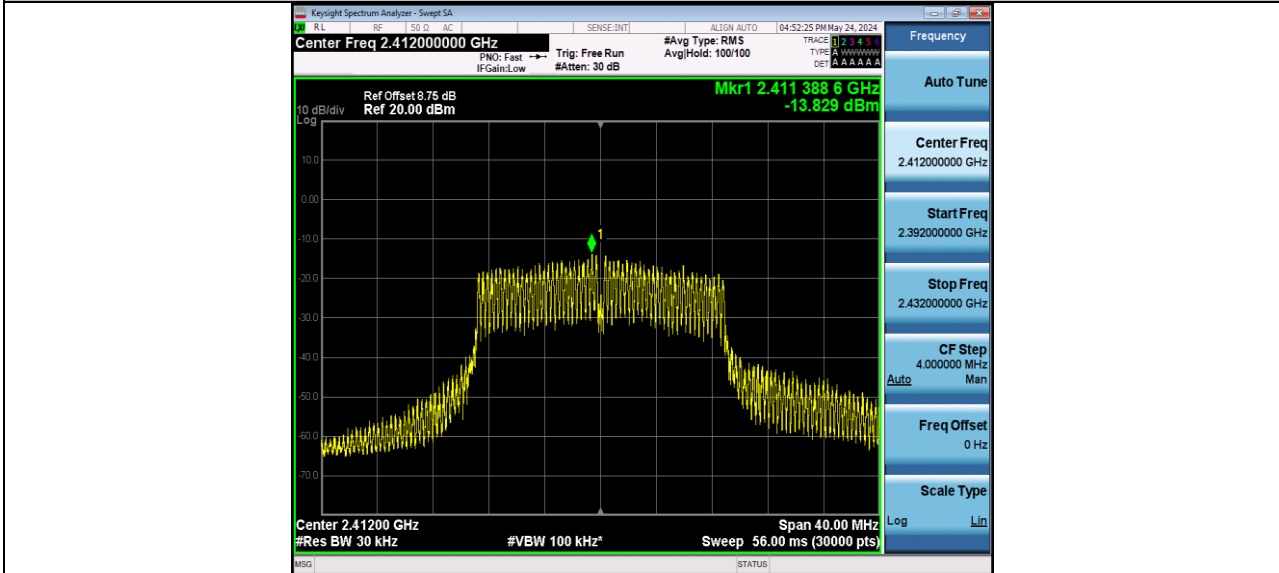 Keysight Spectrum Analyzer - Swept SA
RL RF 50 Ω AC SENSE:INT ALIGN AUTO 04:52:25 PM May 24, 2024
Center Freq 2.412000000 GHz
PNO: Fast
IFGain:Low
Trig: Free Run
#Atten: 30 dB
#Avg Type: RMS
Avg|Hold: 100/100
TRACE 1 2 3 4 5 6
TYPE A WWWWW
DET A A A A A A
Mkr1 2.411 388 6 GHz
-13.829 dBm
Ref Offset 8.75 dB
10 dB/div Ref 20.00 dBm
Log
10.0
0.00
-10.0
-20.0
-30.0
-40.0
-50.0
-60.0
-70.0
1
Center 2.41200 GHz Span 40.00 MHz
#Res BW 30 kHz #VBW 100 kHz* Sweep 56.00 ms (30000 pts)
MSG STATUS
Frequency
Auto Tune
Center Freq
2.412000000 GHz
Start Freq
2.392000000 GHz
Stop Freq
2.432000000 GHz
CF Step
4.000000 MHz
Auto Man
Freq Offset
0 Hz
Scale Type
Log Lin